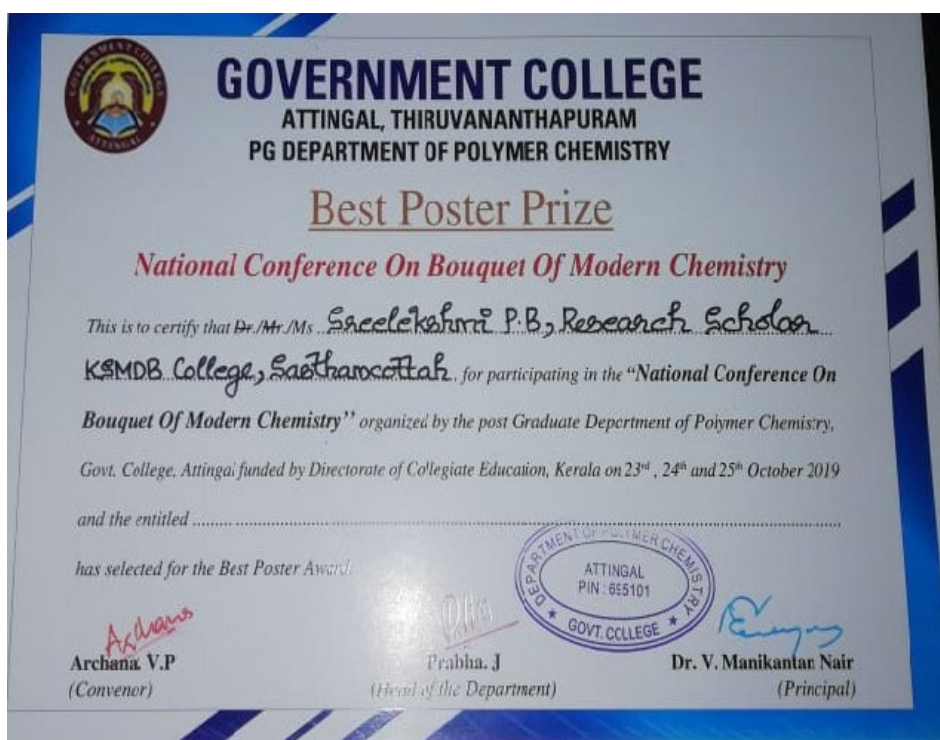 GOVERNMENT COLLEGE
ATTINGAL
GOVERNMENT COLLEGE
ATTINGAL, THIRUVANANTHAPURAM
PG DEPARTMENT OF POLYMER CHEMISTRY
Best Poster Prize
National Conference On Bouquet Of Modern Chemistry
This is to certify that Dr./Mr./Ms Sreelekshmi P.B, Research Scholar
KSMDB College, Sasthamcottah. for participating in the “National Conference On
Bouquet Of Modern Chemistry” organized by the post Graduate Department of Polymer Chemistry,
Govt. College, Attingal funded by Directorate of Collegiate Education, Kerala on 23rd , 24th and 25th October 2019
and the entitled
has selected for the Best Poster Award.
DEPARTMENT OF POLYMER CHEMISTRY
ATTINGAL
PIN : 695101
GOVT. COLLEGE
Archana
Archana V.P
Prabha. J
Dr. V. Manikantan Nair
(Convenor)
(Head of the Department)
(Principal)